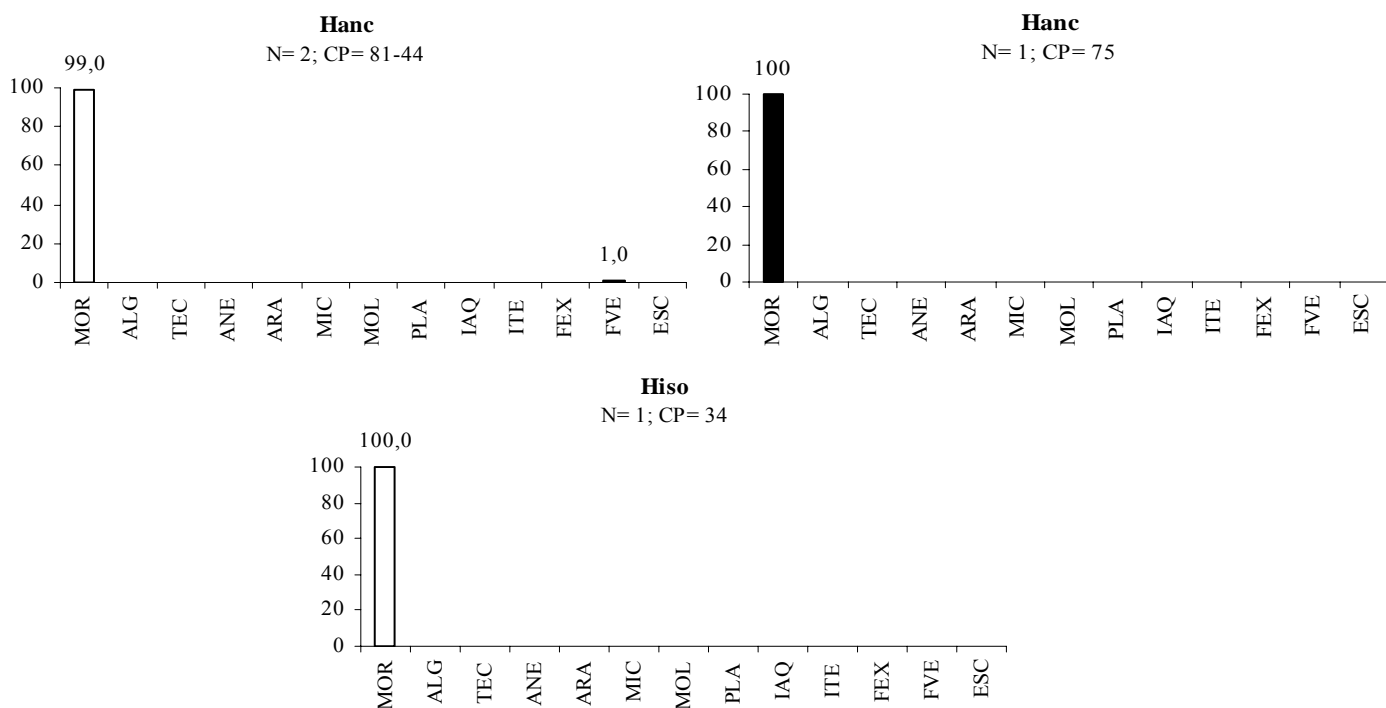 Hanc
N= 2; CP= 81-44
99,0
100
80
60
40
20
0
1,0
MOR ALG TEC ANE ARA MIC MOL PLA IAQ ITE FEX FVE ESC
Hanc
N= 1; CP= 75
100
100
80
60
40
20
0
MOR ALG TEC ANE ARA MIC MOL PLA IAQ ITE FEX FVE ESC
Hiso
N= 1; CP= 34
100,0
100
80
60
40
20
0
MOR ALG TEC ANE ARA MIC MOL PLA IAQ ITE FEX FVE ESC